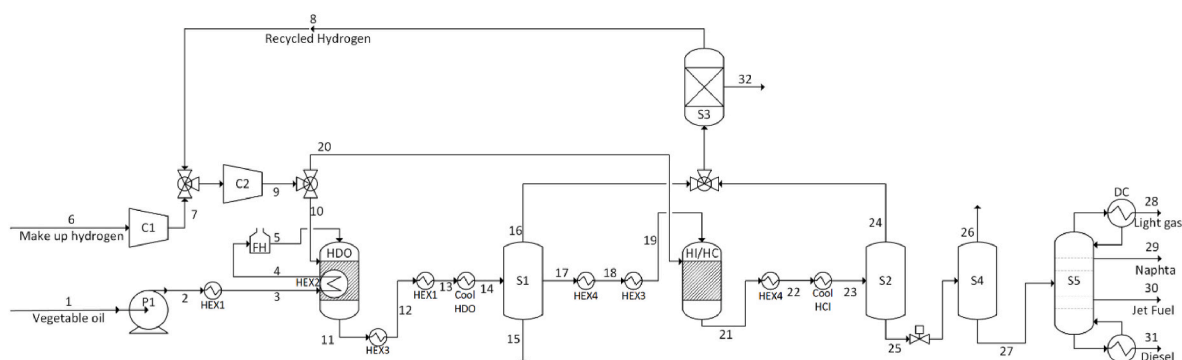 8
Recycled Hydrogen
32
S3
20
C2
9
7
6
Make up hydrogen
C1
10
5
FH
HDO
4
HEX2
3
1
Vegetable oil
P1
2
HEX1
11
HEX3
12
HEX1
13
Cool
HDO
14
16
S1
15
17
HEX4
18
HEX3
19
HI/HC
21
HEX4
22
Cool
HCI
23
24
S2
25
26
S4
27
DC
28
Light gas
29
Naphta
S5
30
Jet Fuel
31
Diesel